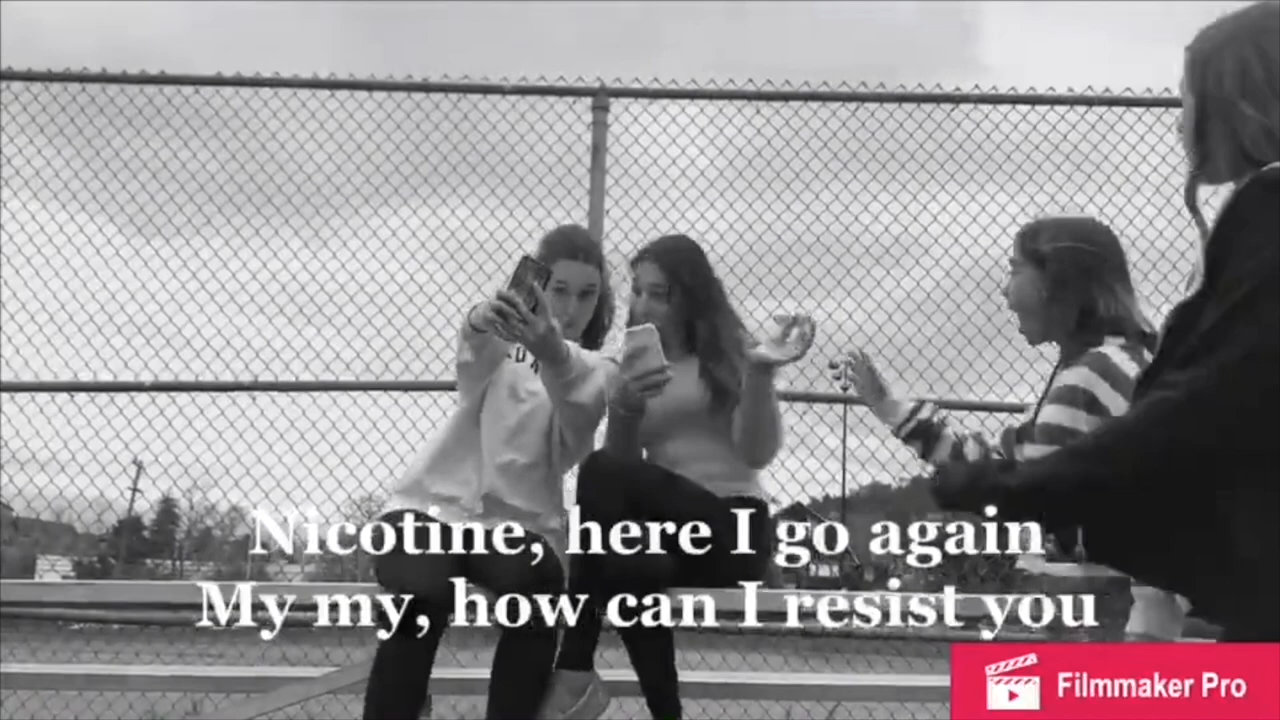 Nicotine, here I go again
My my, how can I resist you
Filmmaker Pro